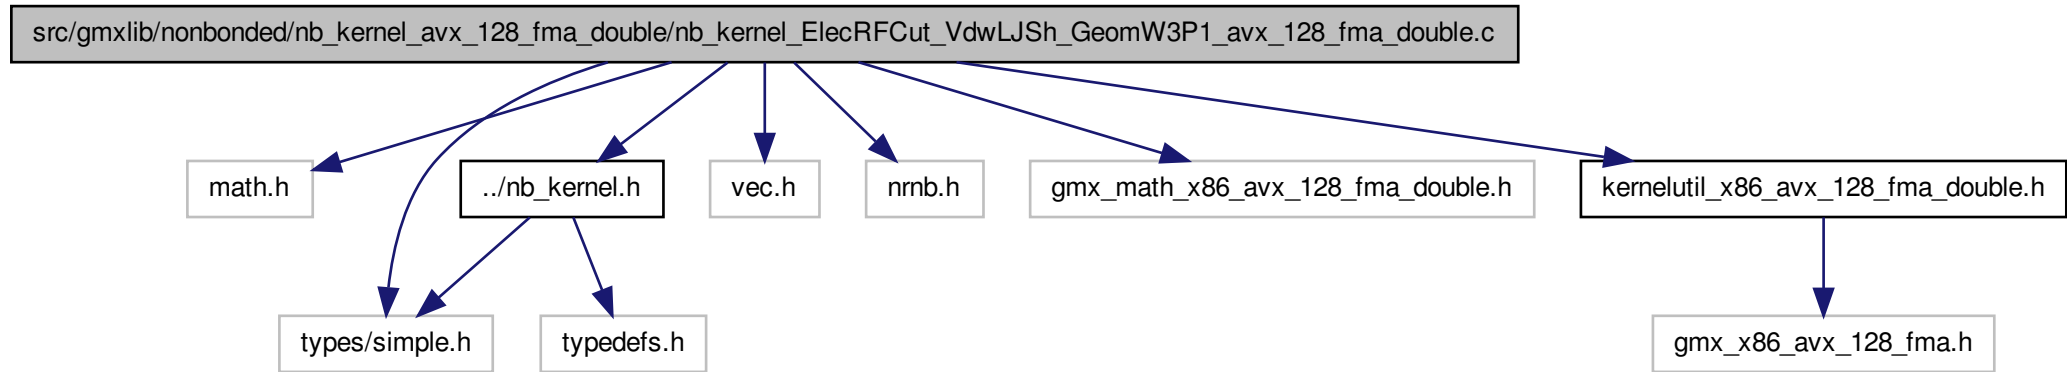 src/gmxlib/nonbonded/nb_kernel_avx_128_fma_double/nb_kernel_ElecRFCut_VdwLJSh_GeomW3P1_avx_128_fma_double.c
math.h
../nb_kernel.h
vec.h
nrnb.h
gmx_math_x86_avx_128_fma_double.h
kernelutil_x86_avx_128_fma_double.h
types/simple.h
typedefs.h
gmx_x86_avx_128_fma.h